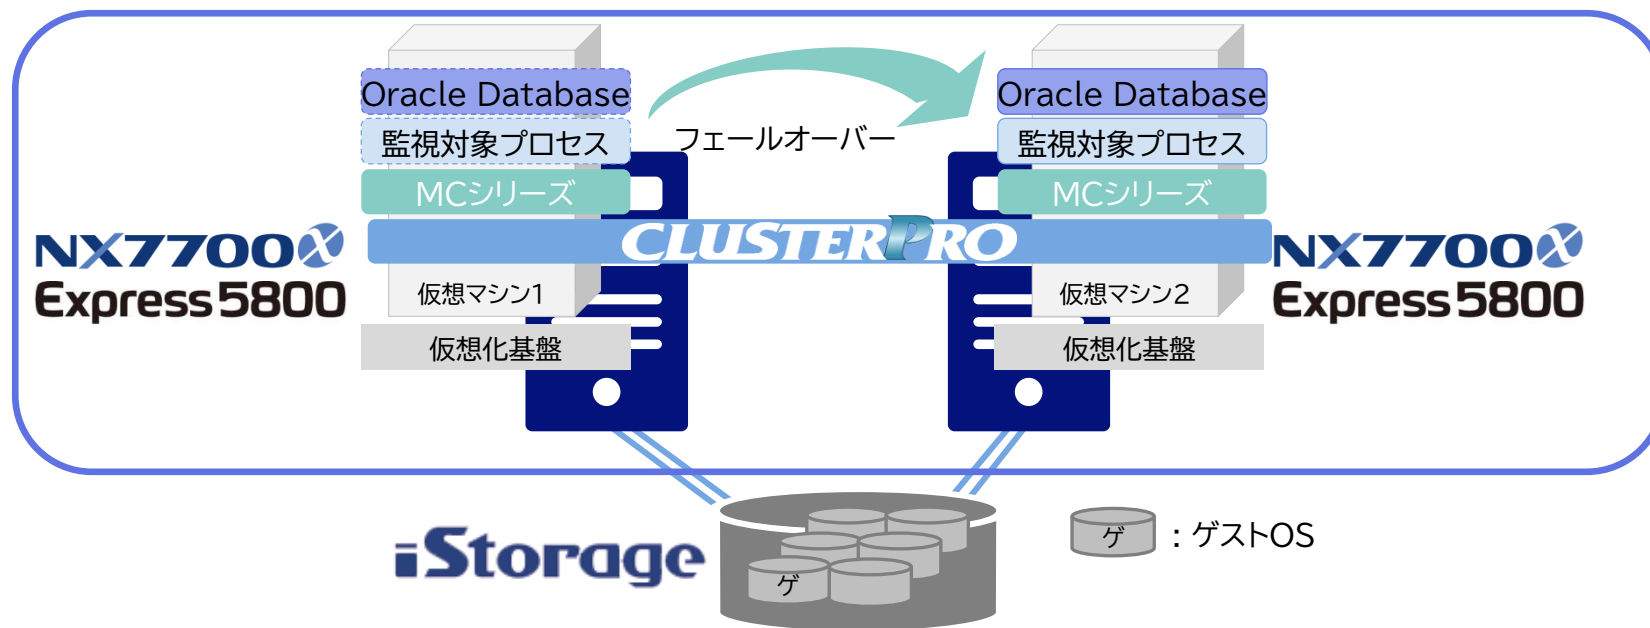 Oracle Database
監視対象プロセス
MCシリーズ
フェールオーバー
Oracle Database
監視対象プロセス
MCシリーズ
CLUSTERPRO
NX7700X
Express5800
仮想マシン1
仮想化基盤
仮想マシン2
仮想化基盤
NX7700X
Express5800
iStorage
ゲ
ゲ
：ゲストOS